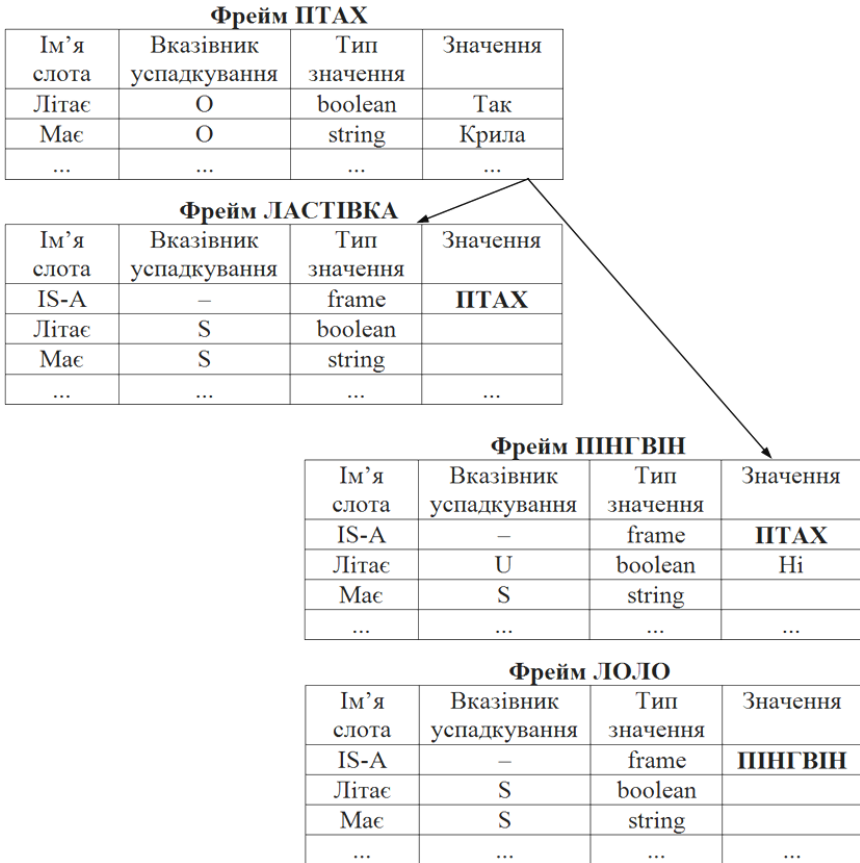 Фрейм ПТАХ
Ім’я слота Вказівник успадкування Тип значення Значення
Літає О boolean Так
Має О string Крила
... ... ... ...
Фрейм ЛАСТІВКА
Ім’я слота Вказівник успадкування Тип значення Значення
IS-A – frame ПТАХ
Літає S boolean
Має S string
... ... ... ...
Фрейм ПІНГВІН
Ім’я слота Вказівник успадкування Тип значення Значення
IS-A – frame ПТАХ
Літає U boolean Ні
Має S string
... ... ... ...
Фрейм ЛОЛО
Ім’я слота Вказівник успадкування Тип значення Значення
IS-A – frame ПІНГВІН
Літає S boolean
Має S string
... ... ... ...